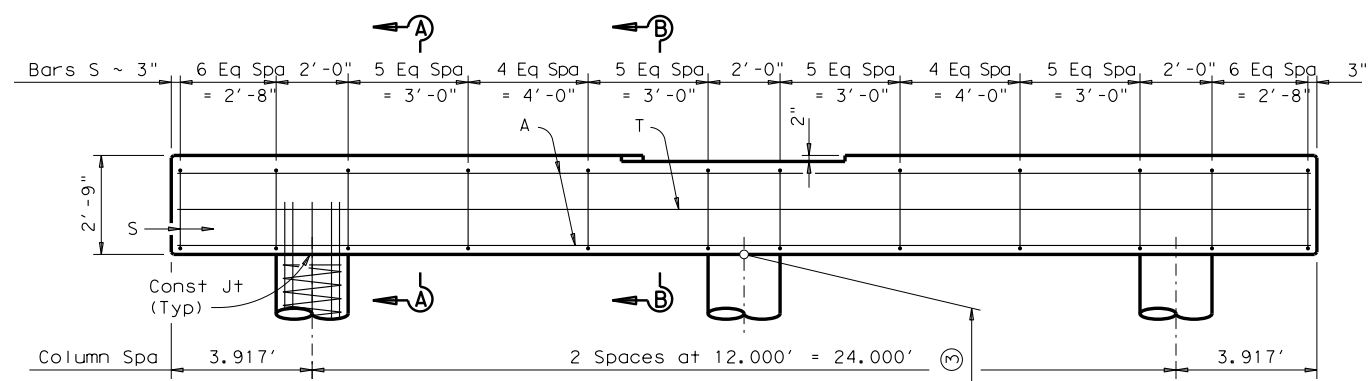 A B
Bars S ~ 3" 6 Eq Spa 2'-0" 5 Eq Spa 4 Eq Spa 5 Eq Spa 2'-0" 5 Eq Spa 4 Eq Spa 5 Eq Spa 2'-0" 6 Eq Spa 3"
= 2'-8" = 3'-0" = 4'-0" = 3'-0" = 3'-0" = 4'-0" = 3'-0" = 2'-8"
A T 2"
2'-9"
S
Const Jt
(Typ)
A B
Column Spa 3.917' 2 Spaces at 12.000' = 24.000' 3 3.917'